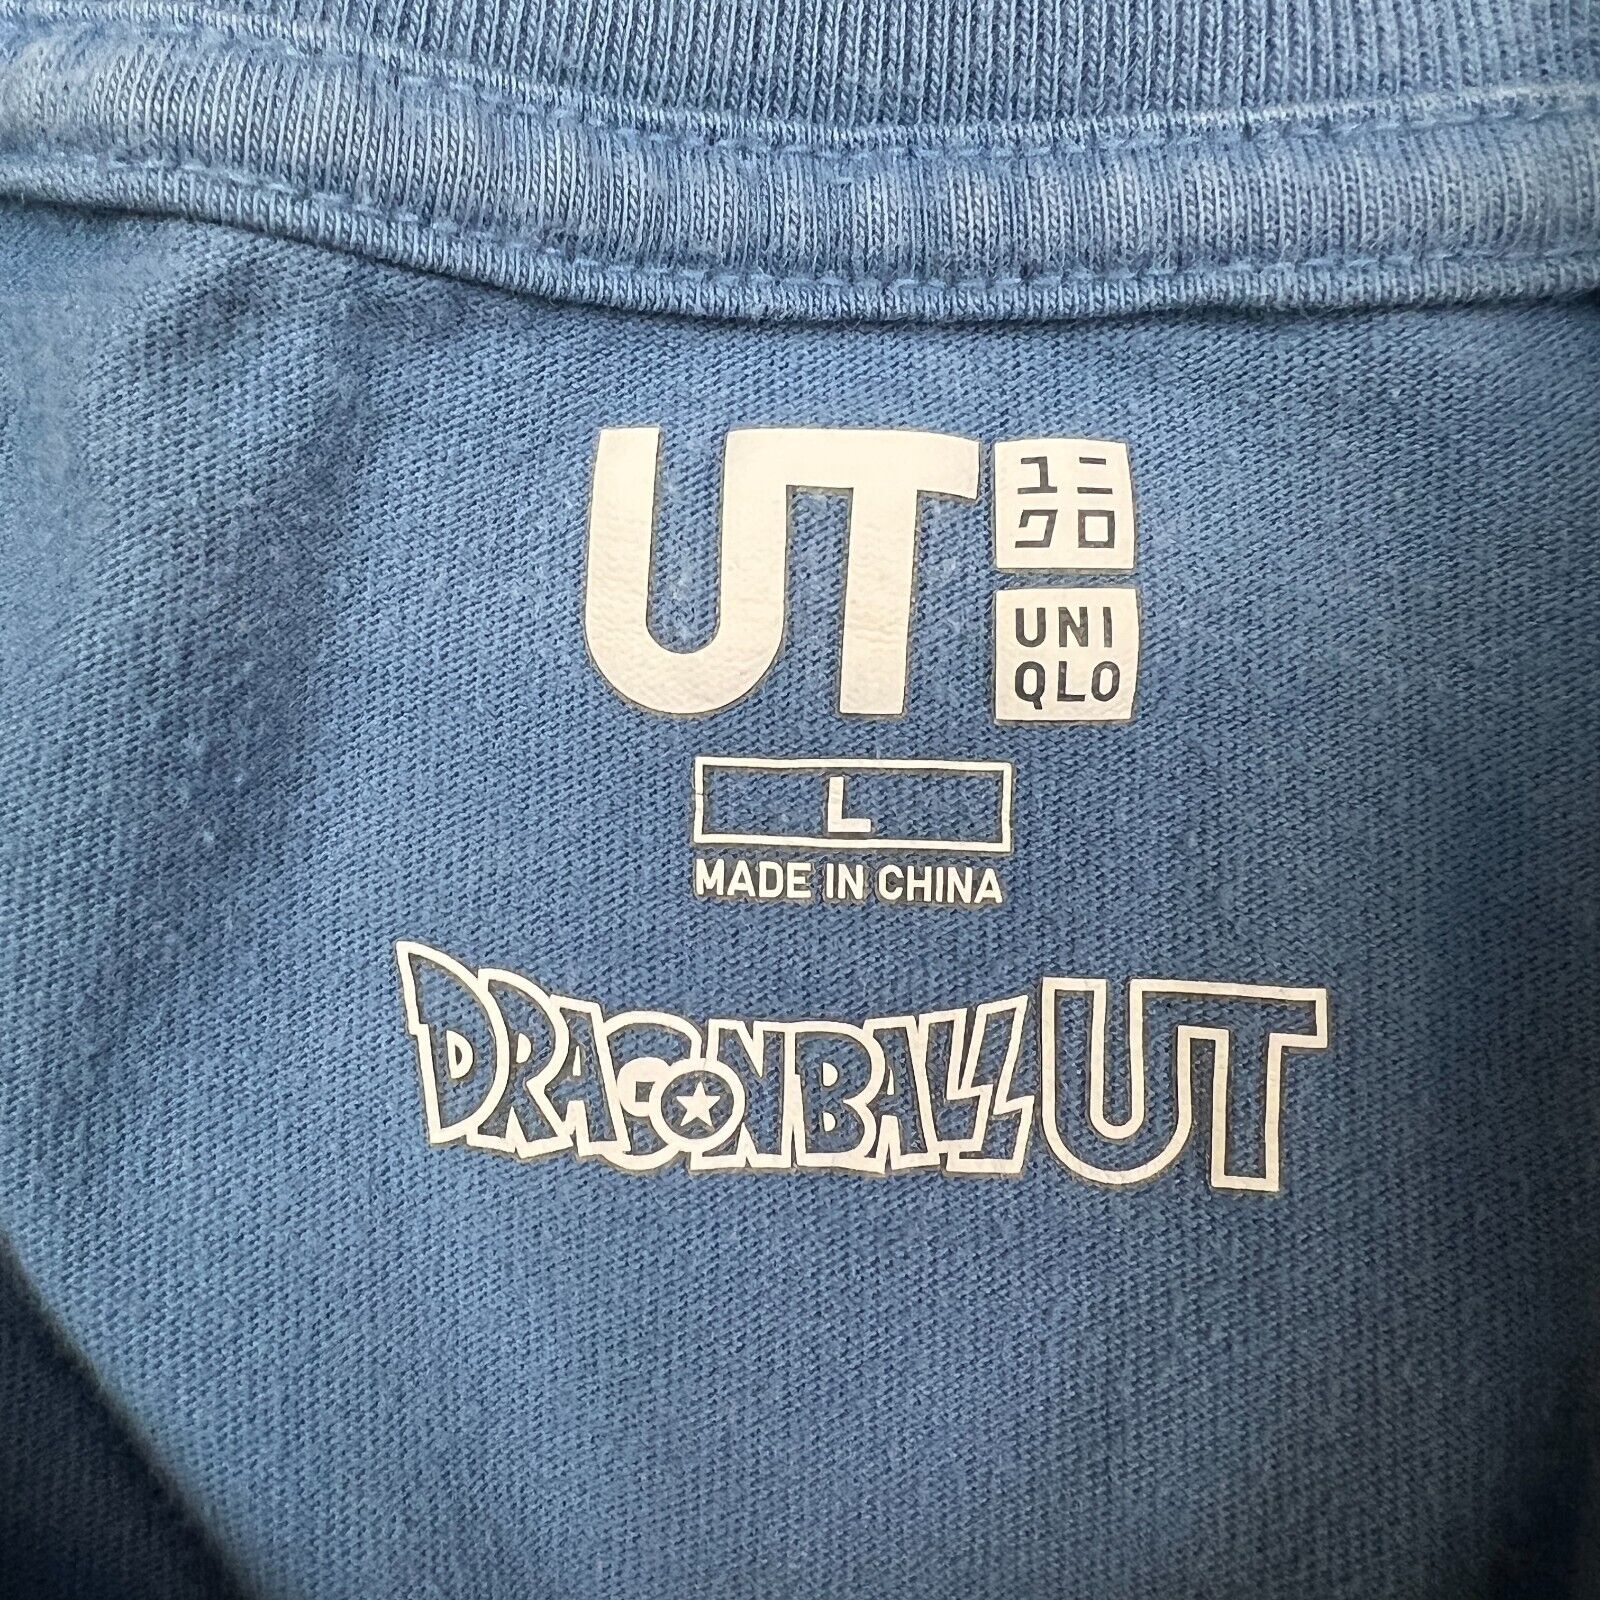 UT
ユニ
クロ
UNI
QLO
L
MADE IN CHINA
DRAGONBALL UT